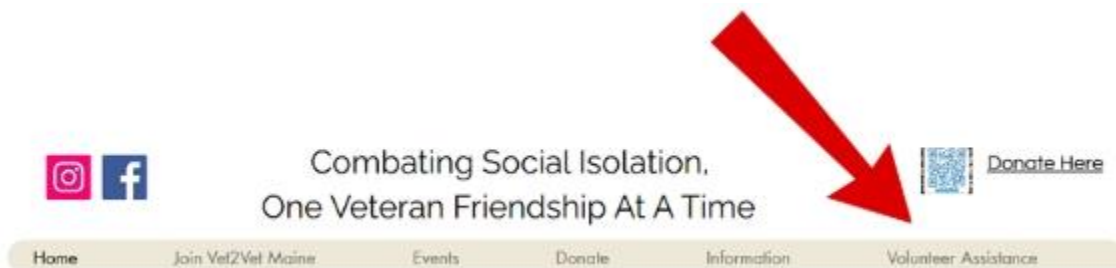 Combating Social Isolation,
One Veteran Friendship At A Time
Donate Here
Home Join Vet2Vet Maine Events Donate Information Volunteer Assistance